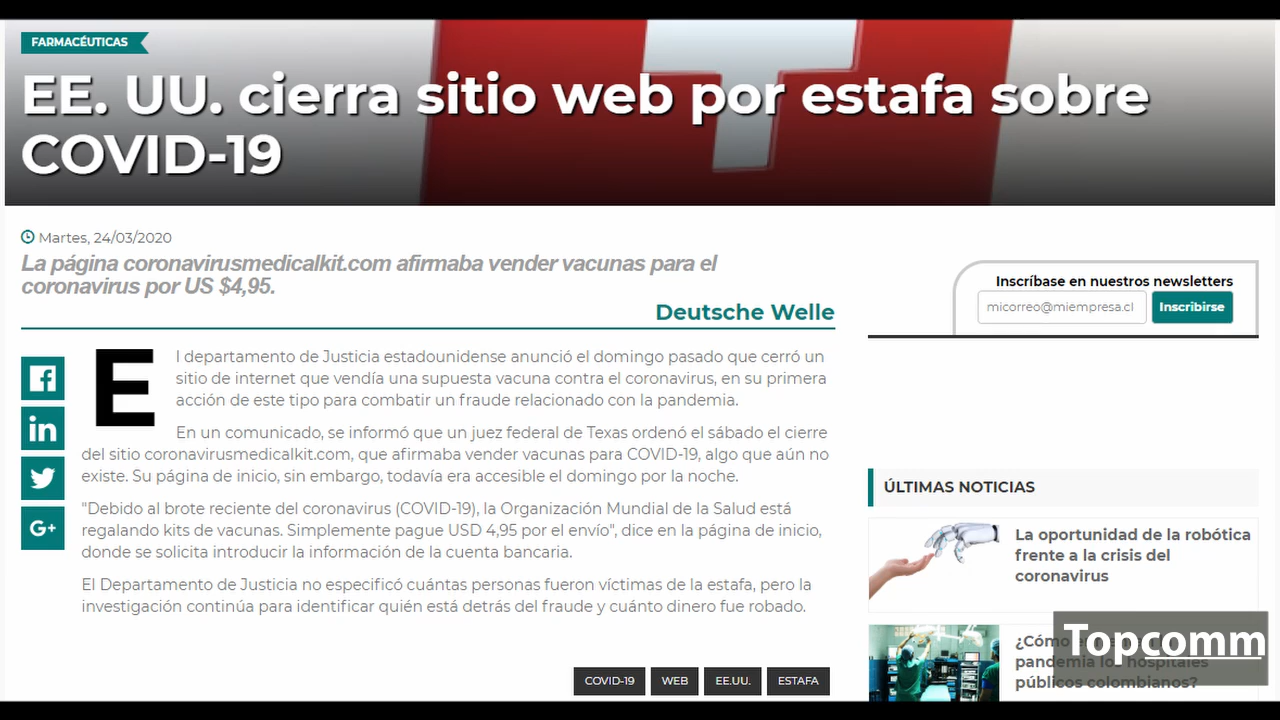 FARMACÉUTICAS
EE. UU. cierra sitio web por estafa sobre
COVID-19
Martes, 24/03/2020
La página coronavirusmedicalkit.com afirmaba vender vacunas para el
coronavirus por US $4,95.
Deutsche Welle
El departamento de Justicia estadounidense anunció el domingo pasado que cerró un
sitio de internet que vendía una supuesta vacuna contra el coronavirus, en su primera
acción de este tipo para combatir un fraude relacionado con la pandemia.
En un comunicado, se informó que un juez federal de Texas ordenó el sábado el cierre
del sitio coronavirusmedicalkit.com, que afirmaba vender vacunas para COVID-19, algo que aún no
existe. Su página de inicio, sin embargo, todavía era accesible el domingo por la noche.
"Debido al brote reciente del coronavirus (COVID-19), la Organización Mundial de la Salud está
regalando kits de vacunas. Simplemente pague USD 4,95 por el envío", dice en la página de inicio,
donde se solicita introducir la información de la cuenta bancaria.
El Departamento de Justicia no especificó cuántas personas fueron víctimas de la estafa, pero la
investigación continúa para identificar quién está detrás del fraude y cuánto dinero fue robado.
COVID-19
WEB
EE.UU.
ESTAFA
Inscríbase en nuestros newsletters
micorreo@miempresa.cl
Inscribirse
ÚLTIMAS NOTICIAS
La oportunidad de la robótica
frente a la crisis del
coronavirus
¿Cómo
pandemia los hospitales
públicos colombianos?
Topcomm